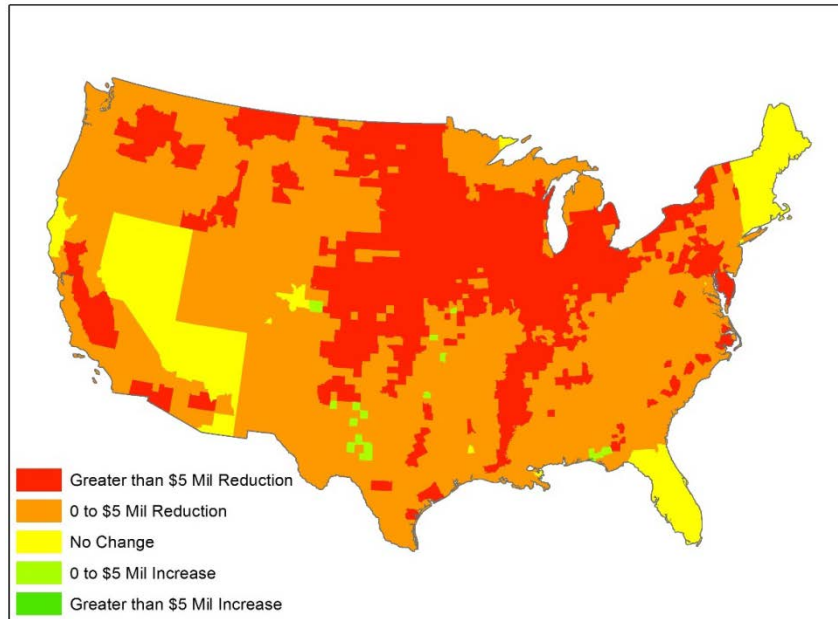 Greater than $5 Mil Reduction
0 to $5 Mil Reduction
No Change
0 to $5 Mil Increase
Greater than $5 Mil Increase